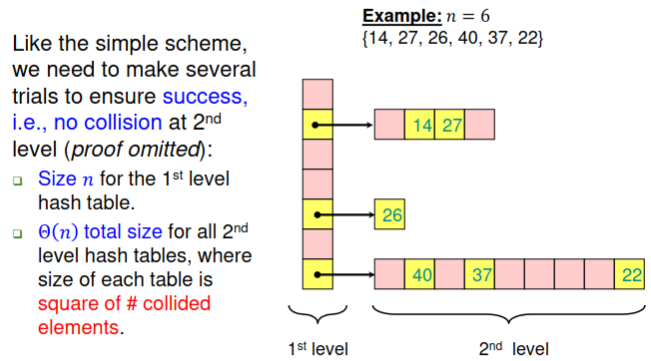 Example: n = 6
{14, 27, 26, 40, 37, 22}
Like the simple scheme,
we need to make several
trials to ensure success,
i.e., no collision at 2nd
level (proof omitted):
Size n for the 1st level
hash table.
Θ(n) total size for all 2nd
level hash tables, where
size of each table is
square of # collided
elements.
14 27
26
40 37 22
1st level 2nd level